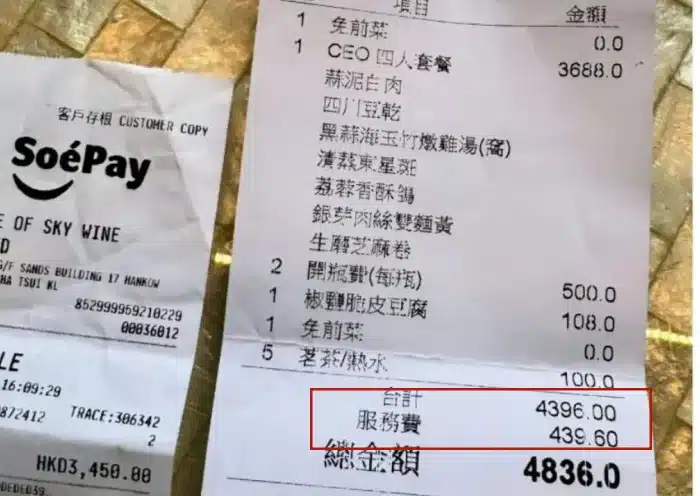 客戶存根 CUSTOMER COPY
SoéPay
E OF SKY WINE
D
G/F SANDS BUILDING 17 HANKOW
HA TSUI KL
852999969210229
00036012
LE
16:09:29
0872412 TRACE:306342
2
HKD3,450.00
DEDED39
項目 金額
1 免前菜 0.0
1 CEO 四人套餐 3688.0
蒜泥白肉
四川豆乾
黑蒜海玉竹燉雞湯(窩)
清蒸東星斑
荔蓉香酥鴿
銀芽肉絲雙麵黃
生磨芝麻卷
2 開瓶費(每瓶) 500.0
1 椒鹽脆皮豆腐 108.0
1 免前菜 0.0
5 茗茶/熱水 100.0
合計 4396.00
服務費 439.60
總金額 4836.0